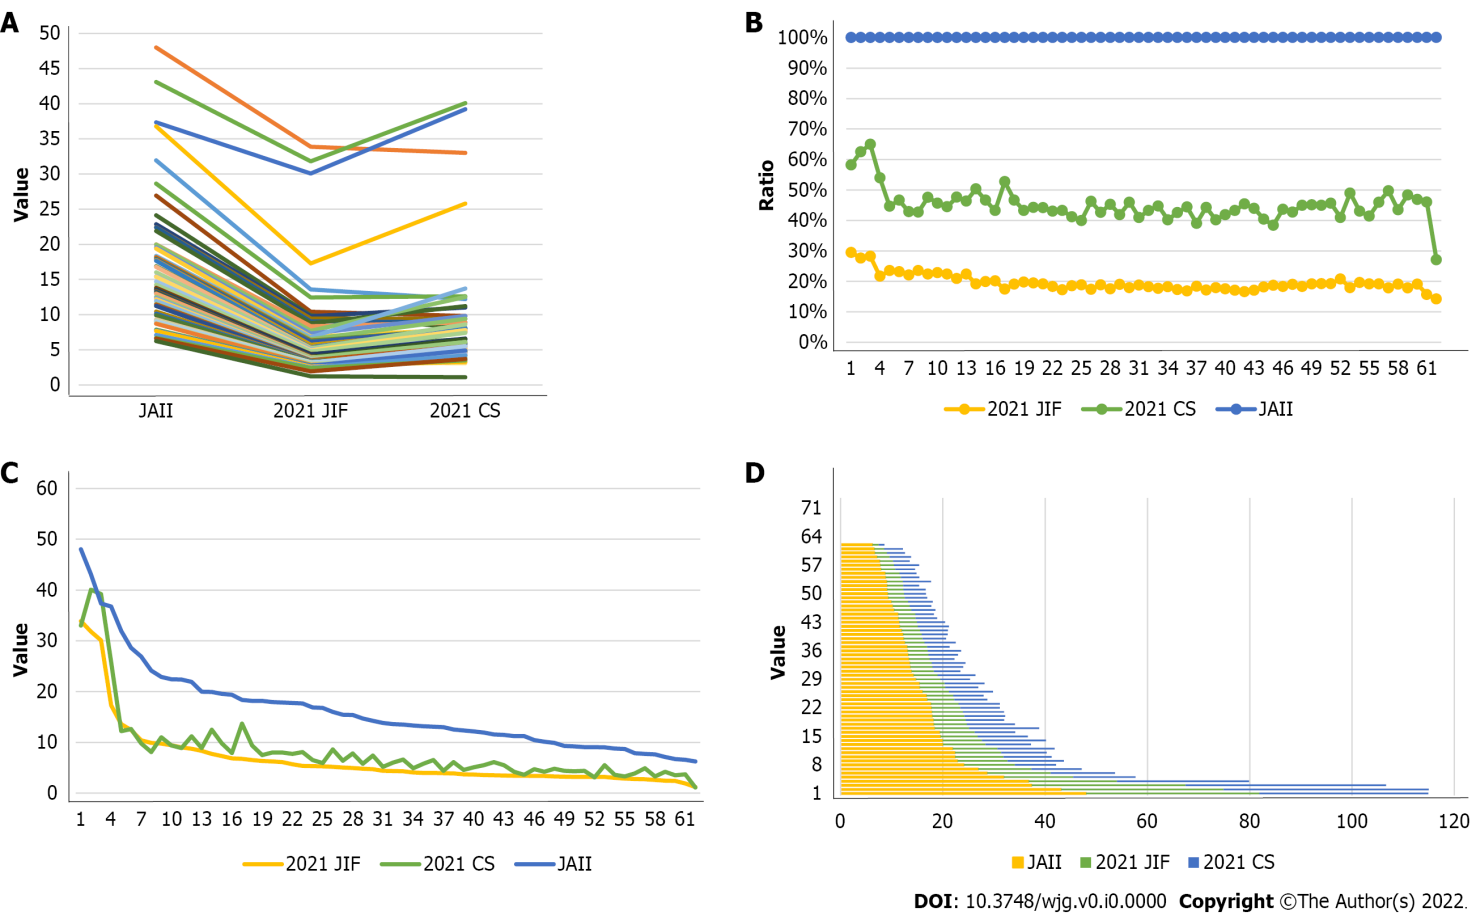 A
50
45
40
35
30
25
20
15
10
5
0
Value
JAII 2021 JIF 2021 CS
B
100%
90%
80%
70%
60%
50%
40%
30%
20%
10%
0%
Ratio
1 4 7 10 13 16 19 22 25 28 31 34 37 40 43 46 49 52 55 58 61
2021 JIF 2021 CS JAII
C
60
50
40
30
20
10
0
Value
1 4 7 10 13 16 19 22 25 28 31 34 37 40 43 46 49 52 55 58 61
2021 JIF 2021 CS JAII
D
71
64
57
50
43
36
29
22
15
8
1
Value
0 20 40 60 80 100 120
JAII 2021 JIF 2021 CS
DOI: 10.3748/wjg.v0.i0.0000 Copyright ©The Author(s) 2022.